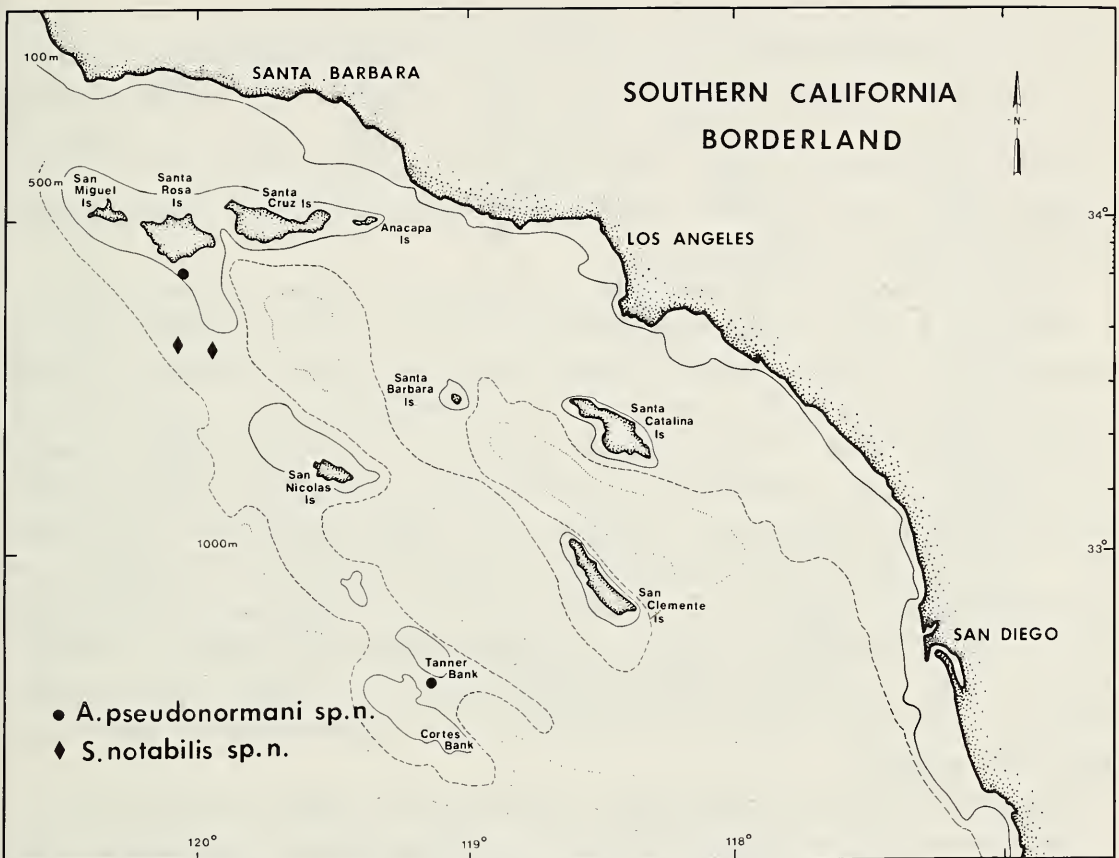 100m
SANTA BARBARA
SOUTHERN CALIFORNIA
BORDERLAND
N
500m
San
Miguel
Is
Santa
Rosa
Is
Santa
Cruz Is
Anacapa
Is
34°
LOS ANGELES
Santa
Barbara
Is
Santa
Catalina
Is
San
Nicolas
Is
1000m
33°
San
Clemente
Is
SAN DIEGO
Tanner
Bank
A. pseudonormani sp. n.
Cortes
Bank
S. notabilis sp. n.
120°
119°
118°